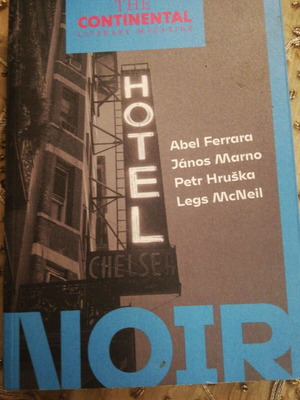 THE
CONTINENTAL
LITERARY MAGAZINE
HOTEL
CHELSEA
Abel Ferrara
János Marno
Petr Hruška
Legs McNeil
NOIR